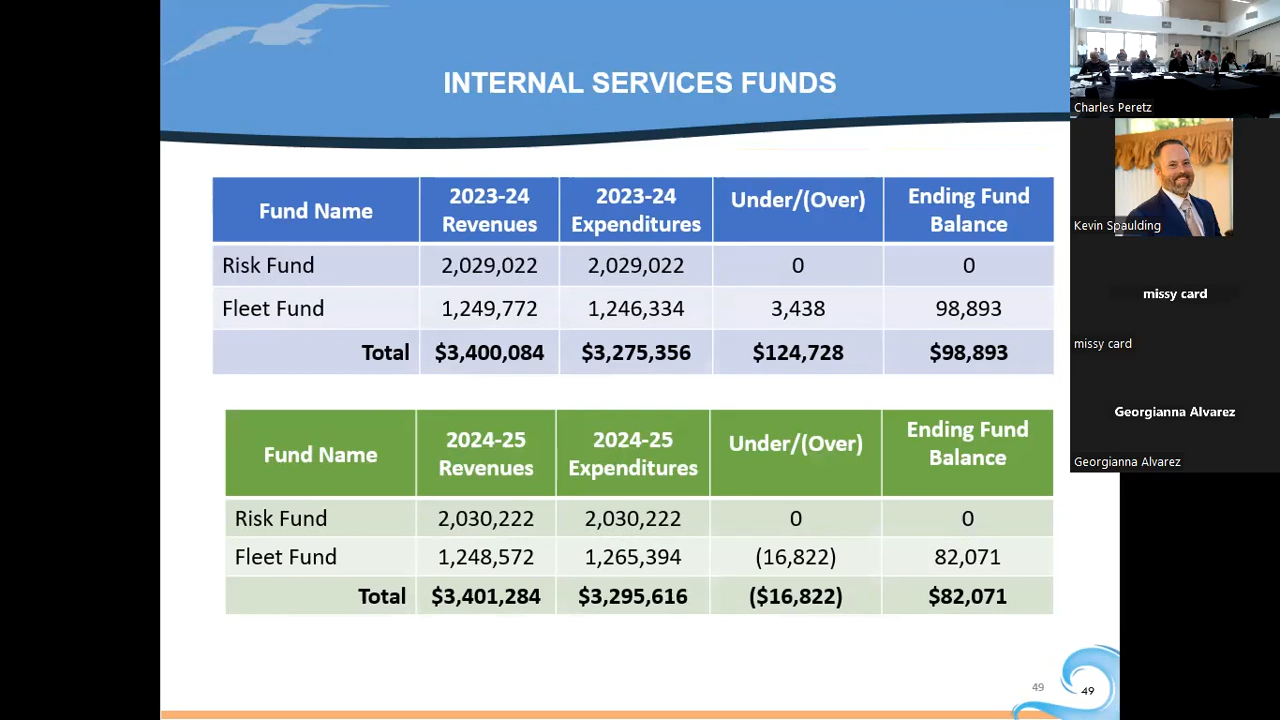 INTERNAL SERVICES FUNDS
Fund Name 2023-24 Revenues 2023-24 Expenditures Under/(Over) Ending Fund Balance
Risk Fund 2,029,022 2,029,022 0 0
Fleet Fund 1,249,772 1,246,334 3,438 98,893
Total $3,400,084 $3,275,356 $124,728 $98,893
Fund Name 2024-25 Revenues 2024-25 Expenditures Under/(Over) Ending Fund Balance
Risk Fund 2,030,222 2,030,222 0 0
Fleet Fund 1,248,572 1,265,394 (16,822) 82,071
Total $3,401,284 $3,295,616 ($16,822) $82,071
49
49
Charles Peretz
Kevin Spaulding
missy card
missy card
Georgianna Alvarez
Georgianna Alvarez